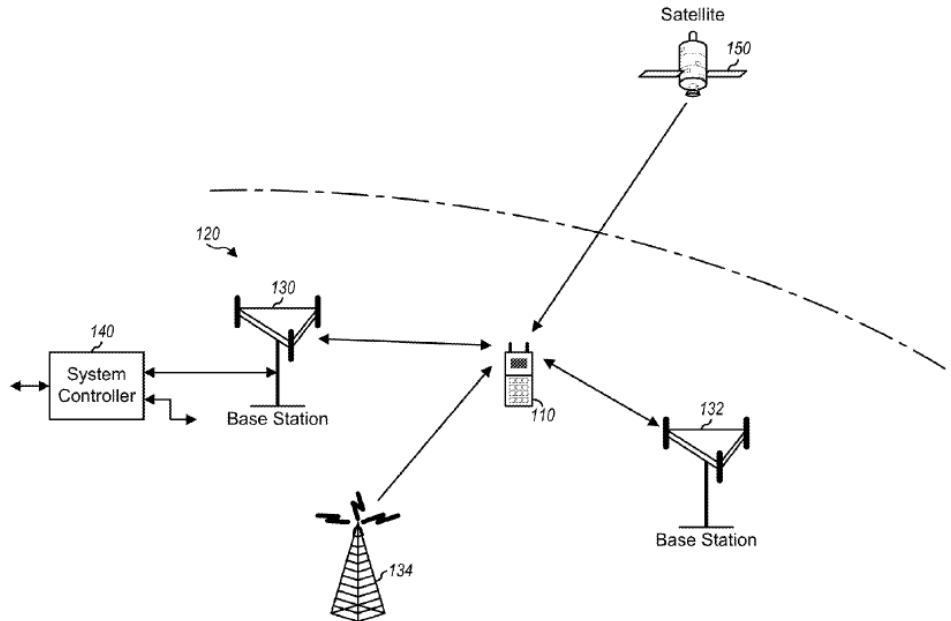 Satellite
150
120
130
140
System
Controller
Base Station
110
132
Base Station
134